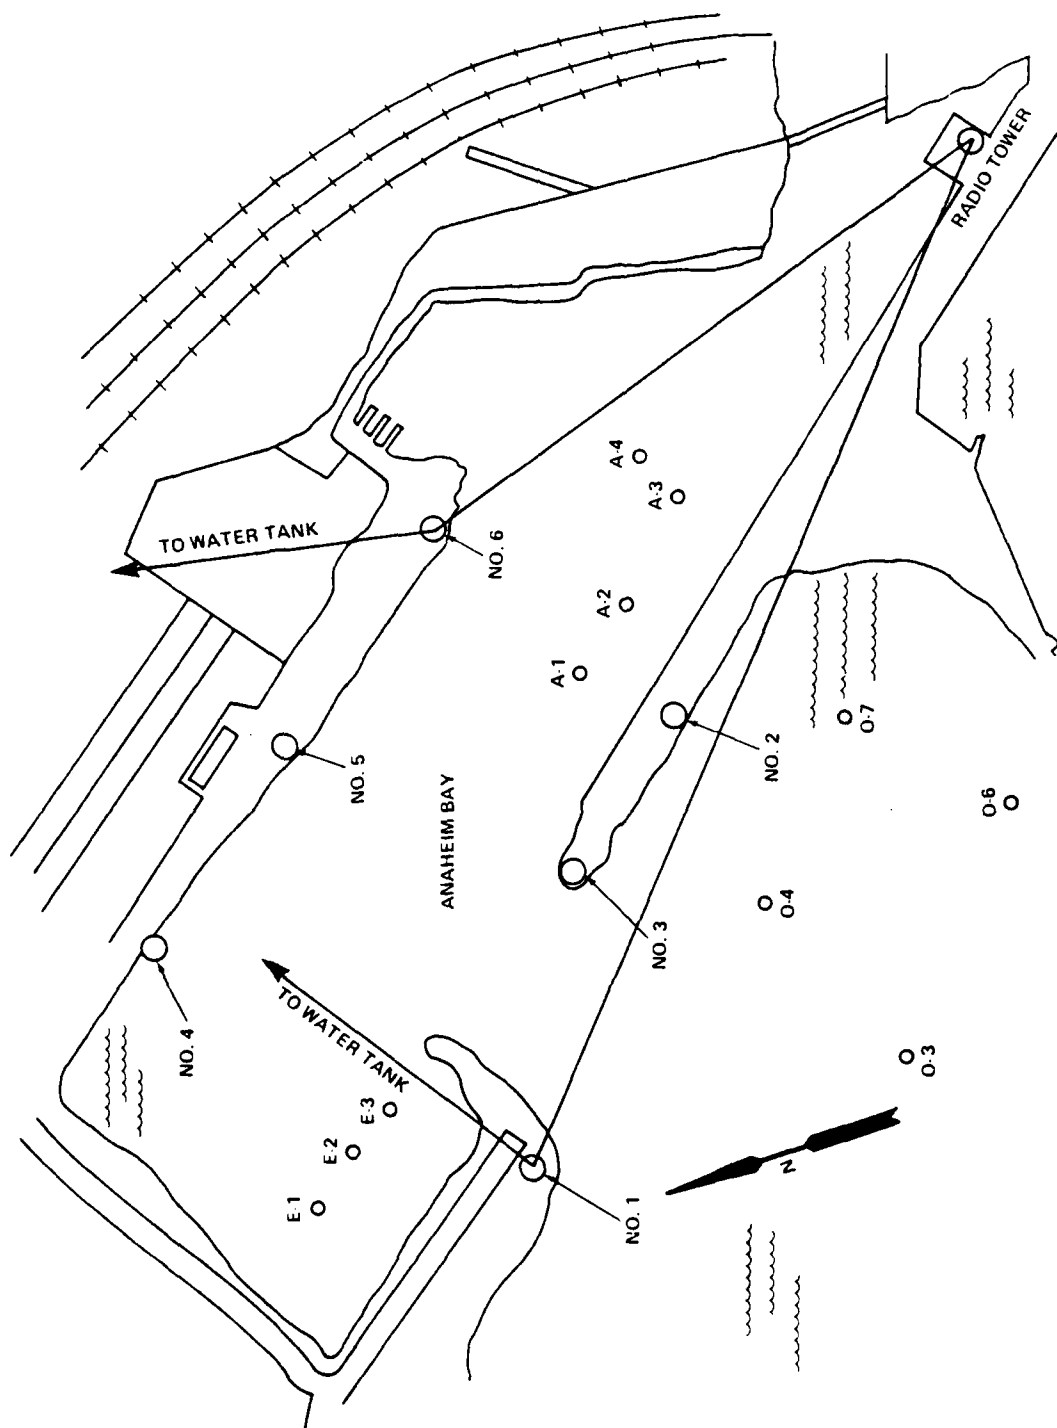 RADIO TOWER
A-4
A-3
TO WATER TANK
NO. 6
A-2
A-1
O-7
NO. 2
NO. 5
O-6
ANAHEIM BAY
O-4
NO. 3
TO WATER TANK
NO. 4
O-3
E-3
E-2
N
E-1
NO. 1